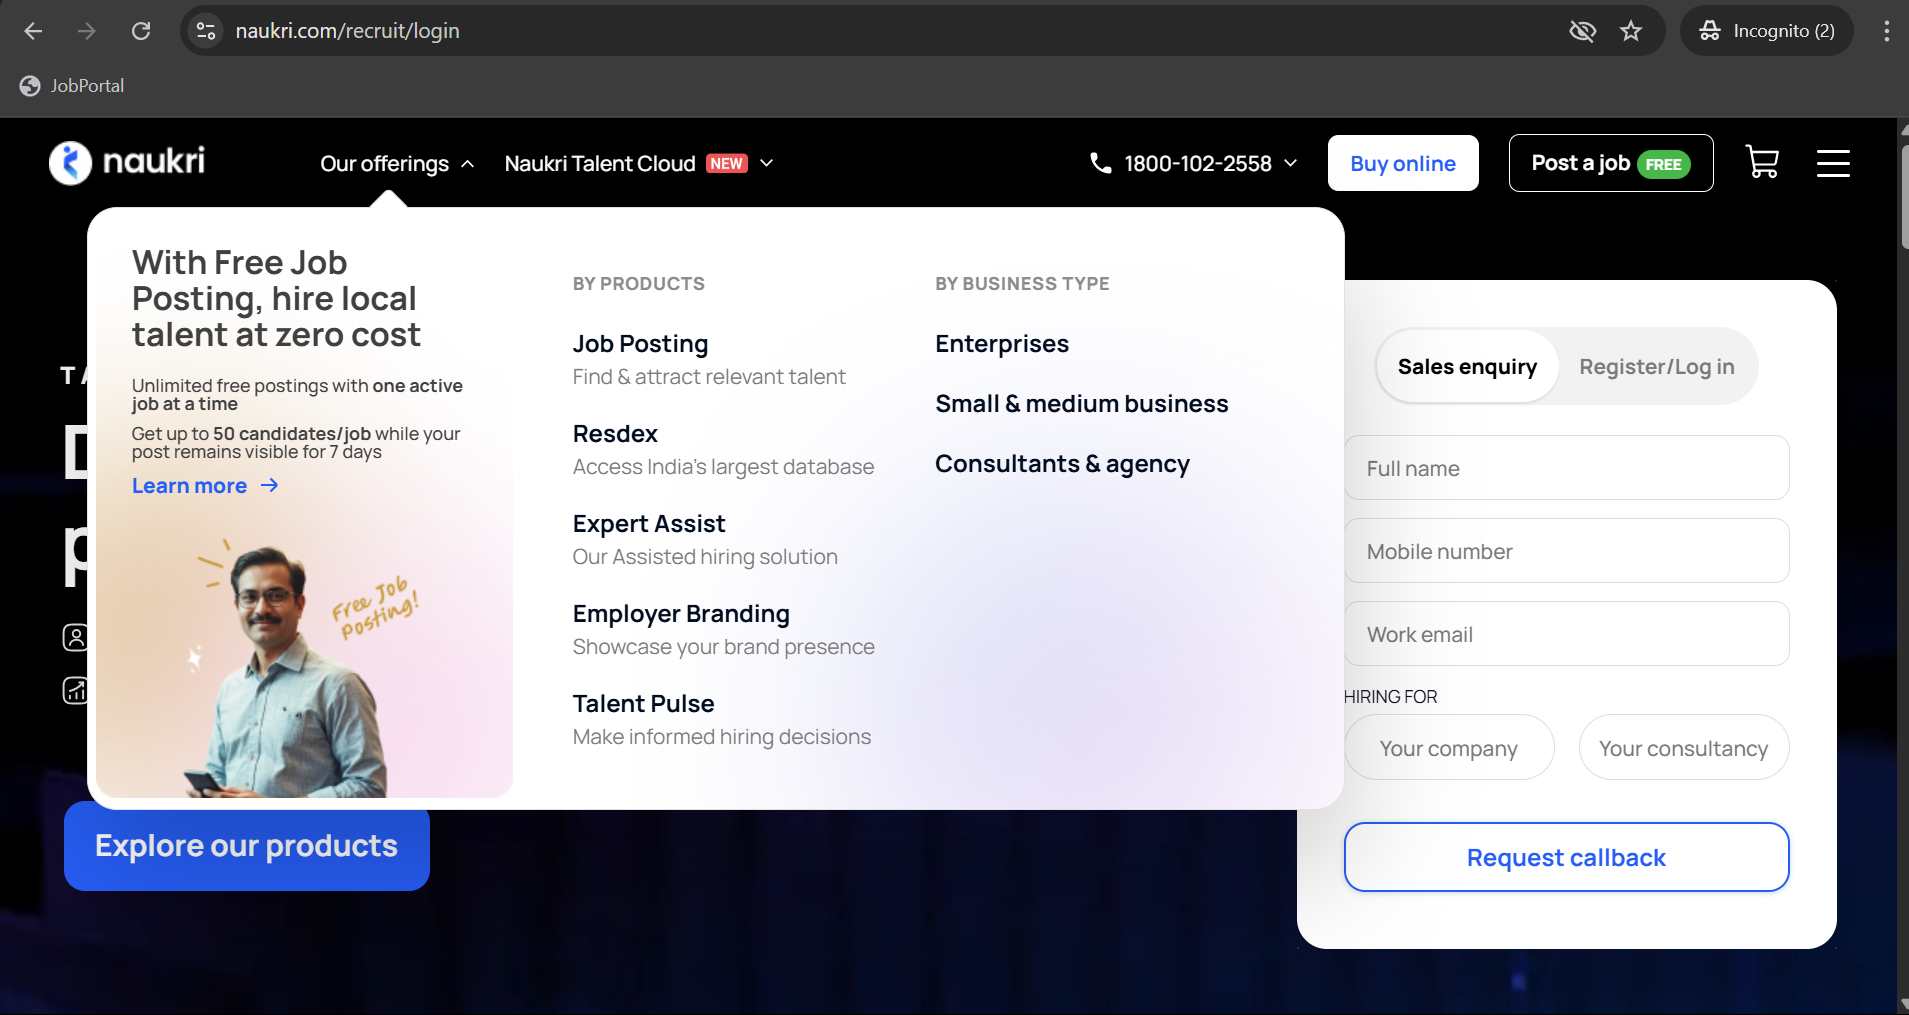 naukri.com/recruit/login
Incognito (2)
JobPortal
naukri
Our offerings
Naukri Talent Cloud NEW
1800-102-2558
Buy online
Post a job FREE
With Free Job
Posting, hire local
talent at zero cost
Unlimited free postings with one active
job at a time
Get up to 50 candidates/job while your
post remains visible for 7 days
Learn more
Free Job
Posting!
BY PRODUCTS
Job Posting
Find & attract relevant talent
Resdex
Access India's largest database
Expert Assist
Our Assisted hiring solution
Employer Branding
Showcase your brand presence
Talent Pulse
Make informed hiring decisions
BY BUSINESS TYPE
Enterprises
Small & medium business
Consultants & agency
Sales enquiry
Register/Log in
Full name
Mobile number
Work email
HIRING FOR
Your company
Your consultancy
Request callback
Explore our products